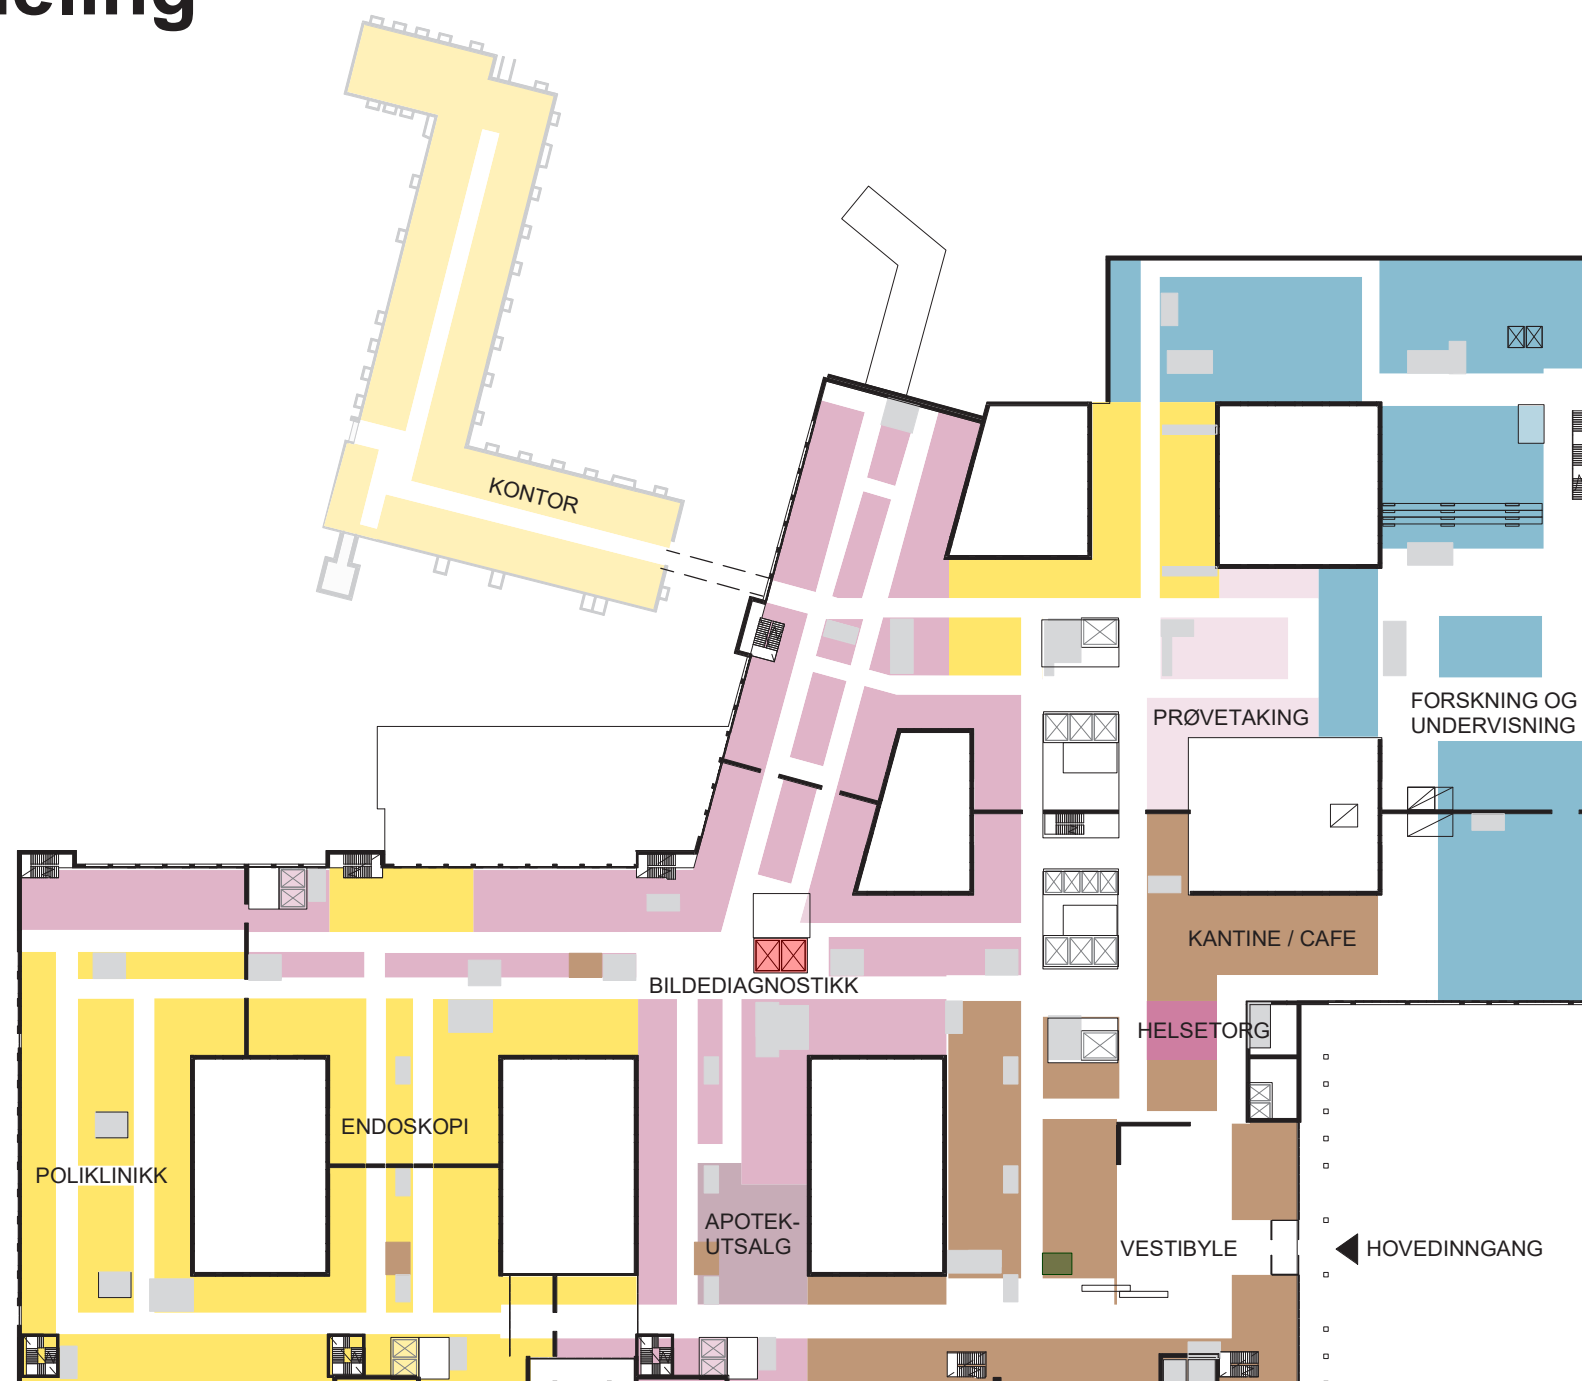 KONTOR
FORSKNING OG
UNDERVISNING
PRØVETAKING
KANTINE / CAFE
BILDEDIAGNOSTIKK
HELSETORG
ENDOSKOPI
POLIKLINIKK
APOTEK-
UTSALG
VESTIBYLE
HOVEDINNGANG